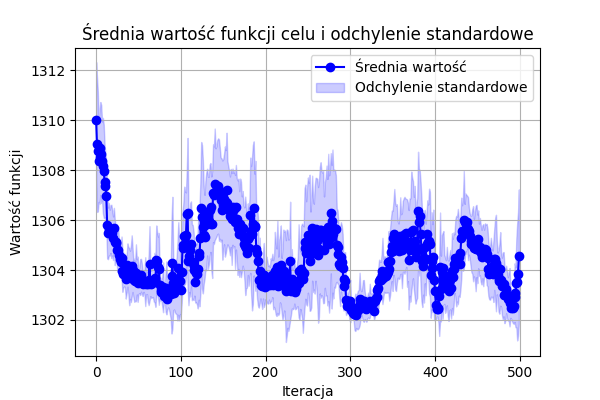 Średnia wartość funkcji celu i odchylenie standardowe
Średnia wartość
Odchylenie standardowe
Wartość funkcji
1312
1310
1308
1306
1304
1302
0 100 200 300 400 500
Iteracja